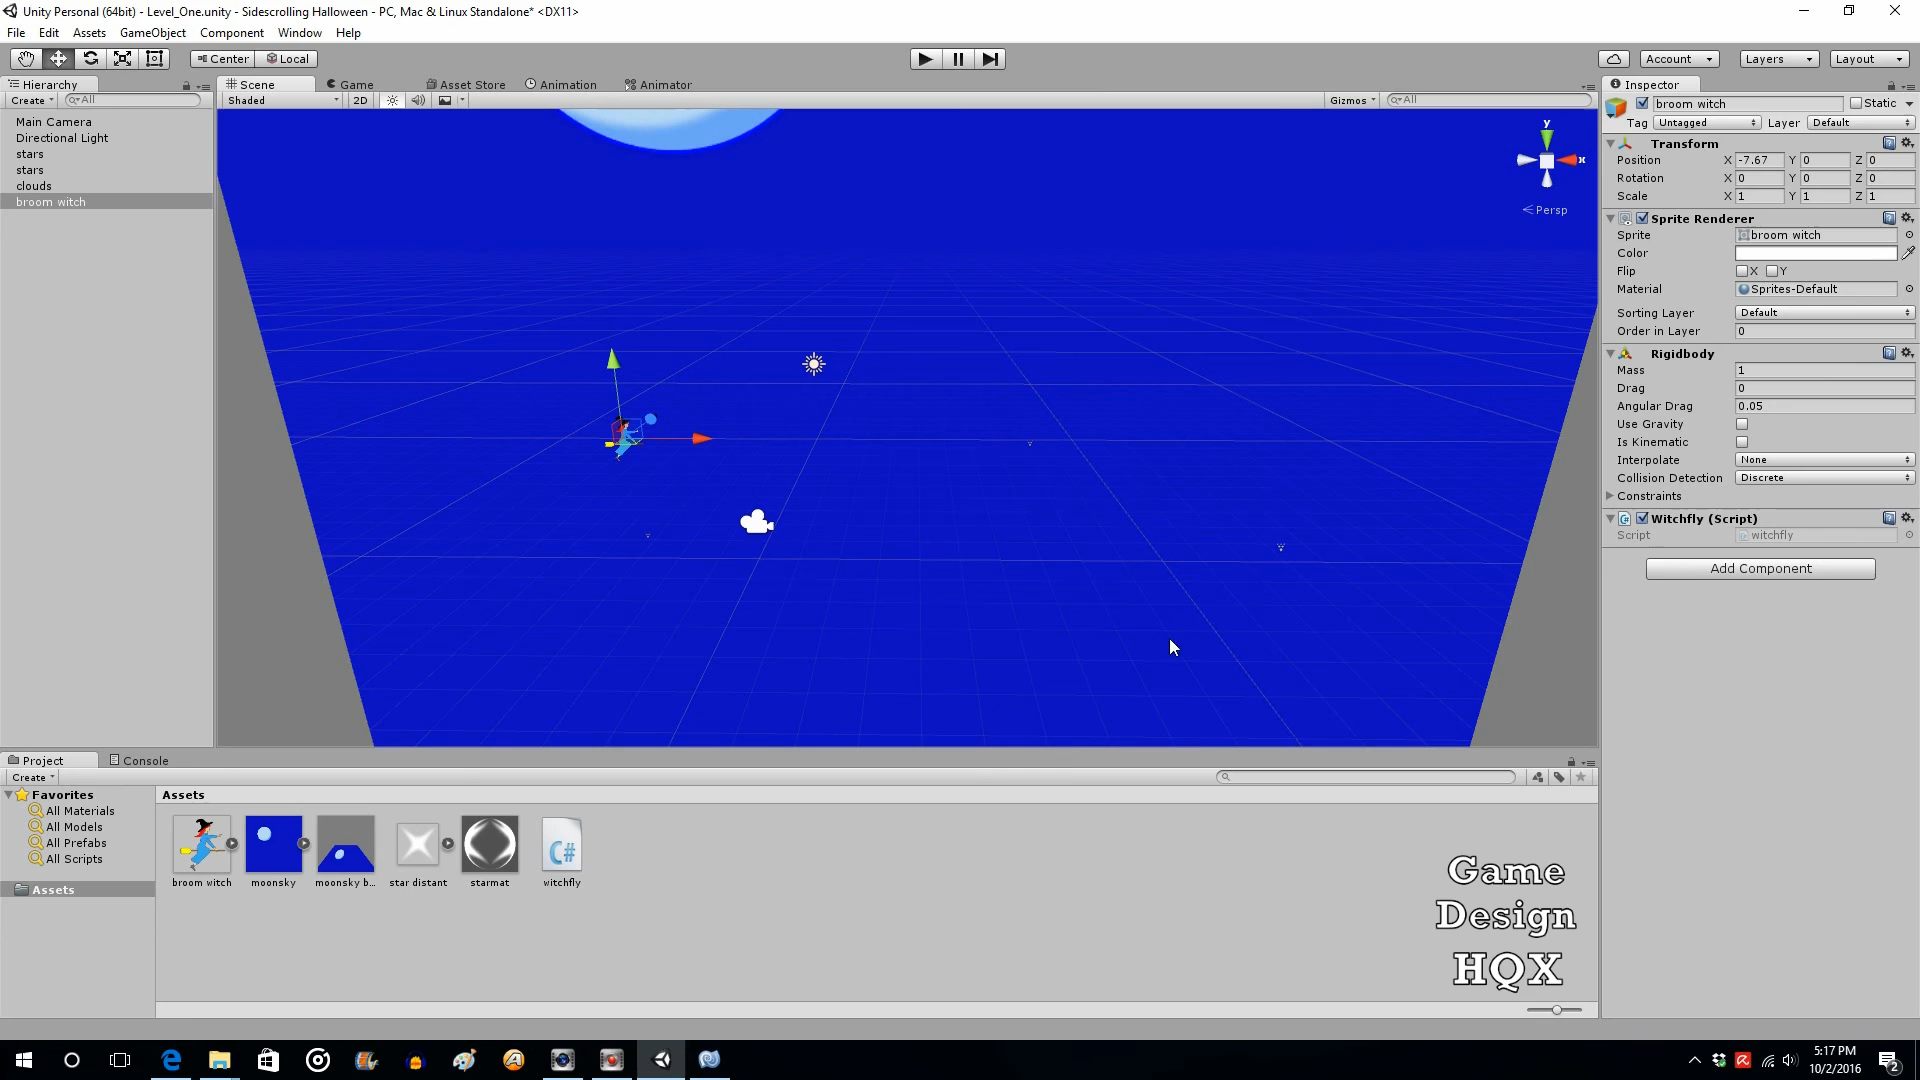 Unity Personal (64bit) - Level_One.unity - Sidescrolling Halloween - PC, Mac & Linux Standalone* <DX11>
File Edit Assets GameObject Component Window Help
Center Local
Account Layers Layout
Hierarchy
Create All
Main Camera
Directional Light
stars
stars
clouds
broom witch
Scene Game Asset Store Animation Animator
Shaded 2D Gizmos All
y
x
Persp
Inspector
broom witch Static
Tag Untagged Layer Default
Transform
Position X -7.67 Y 0 Z 0
Rotation X 0 Y 0 Z 0
Scale X 1 Y 1 Z 1
Sprite Renderer
Sprite broom witch
Color
Flip X Y
Material Sprites-Default
Sorting Layer Default
Order in Layer 0
Rigidbody
Mass 1
Drag 0
Angular Drag 0.05
Use Gravity
Is Kinematic
Interpolate None
Collision Detection Discrete
Constraints
Witchfly (Script)
Script witchfly
Add Component
Project Console
Create
Favorites
All Materials
All Models
All Prefabs
All Scripts
Assets
Assets
C#
broom witch moonsky moonsky b... star distant starmat witchfly
Game
Design
HQX
5:17 PM
10/2/2016
2